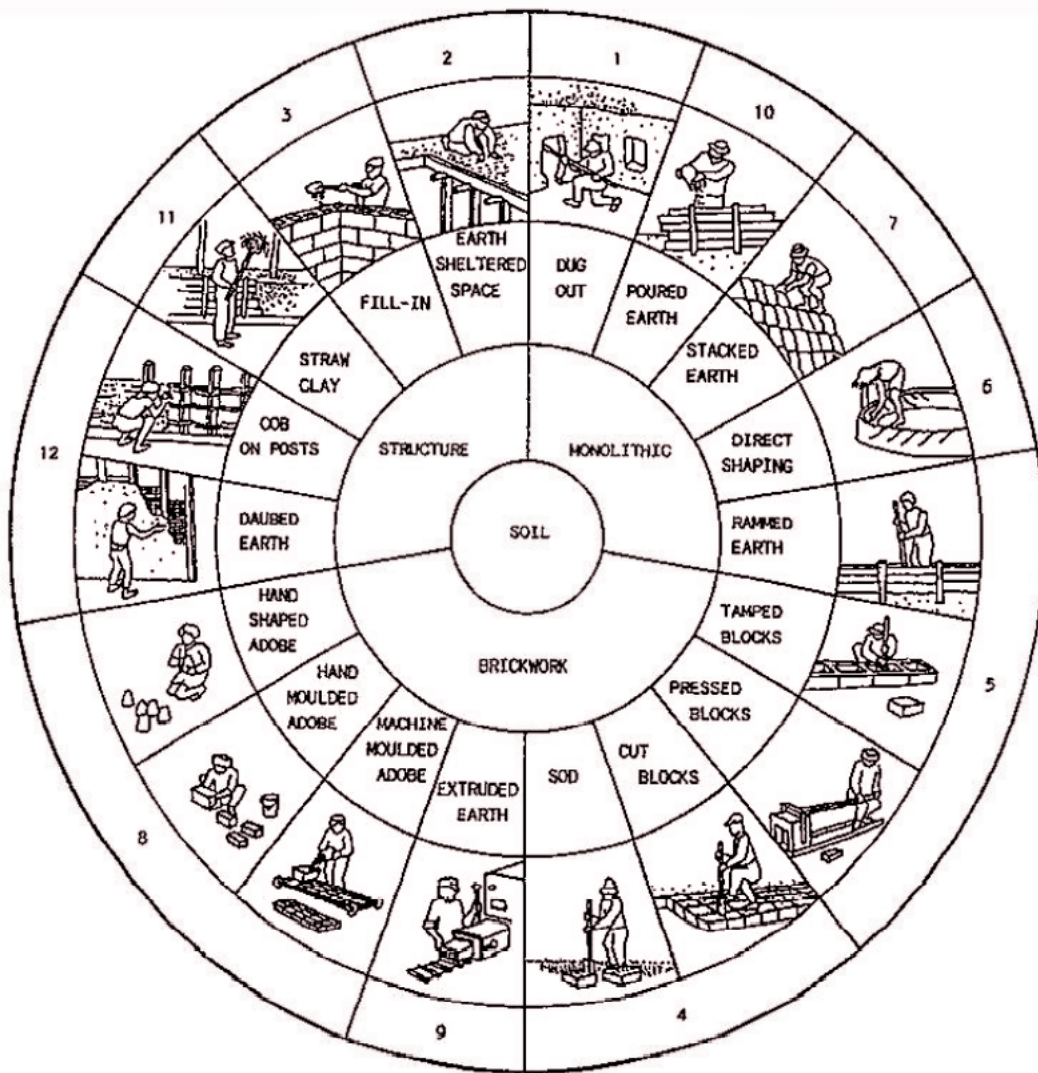 1
10
7
6
5
4
9
8
12
11
3
2
DUG
OUT
POURED
EARTH
STACKED
EARTH
DIRECT
SHAPING
RAMMED
EARTH
TAMPED
BLOCKS
PRESSED
BLOCKS
CUT
BLOCKS
SOD
EXTRUDED
EARTH
MACHINE
MOULDED
ADOBE
HAND
MOULDED
ADOBE
HAND
SHAPED
ADOBE
DAUBED
EARTH
COB
ON POSTS
STRAW
CLAY
FILL-IN
EARTH
SHELTERED
SPACE
STRUCTURE
MONOLITHIC
BRICKWORK
SOIL